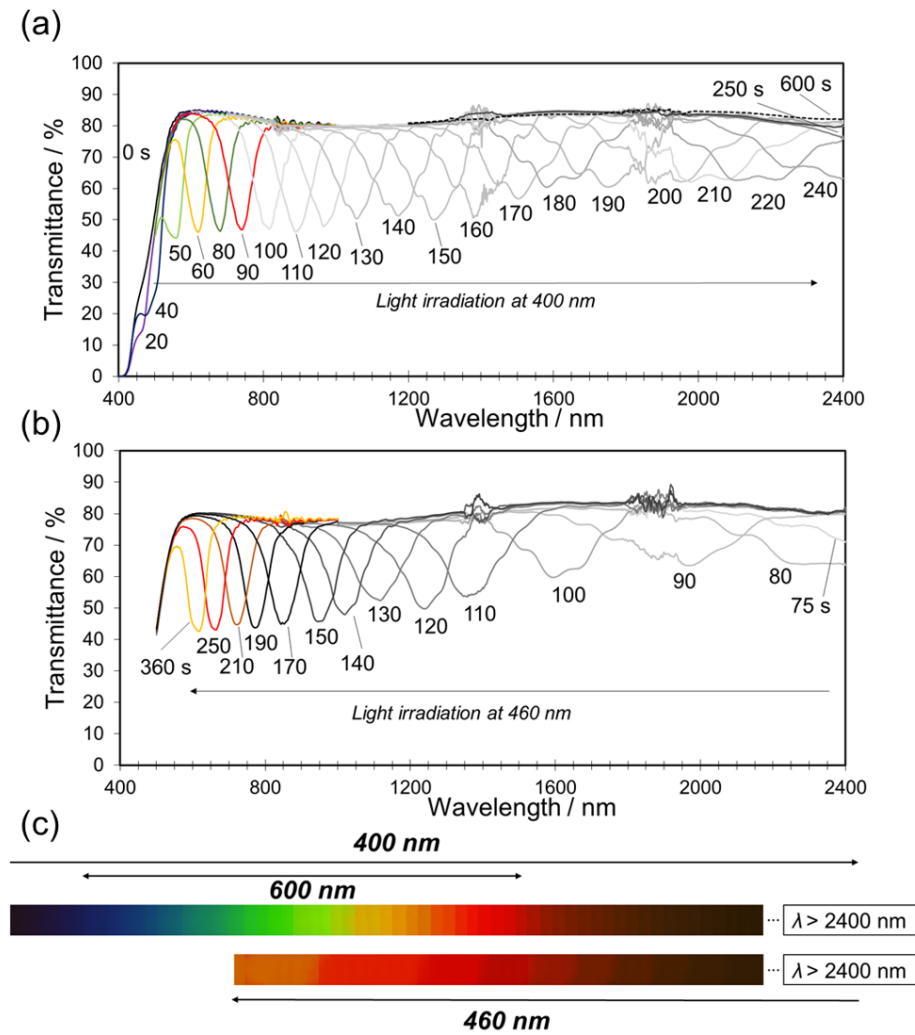 (a)
100
90
80
70
60
50
40
30
20
10
0
Transmittance / %
0 s
250 s
600 s
20
40
50
60
80
90
100
110
120
130
140
150
160
170
180
190
200
210
220
240
Light irradiation at 400 nm
400 800 1200 1600 2000 2400
Wavelength / nm
(b)
100
90
80
70
60
50
40
30
20
10
0
Transmittance / %
360 s
250
210
190
170
150
140
130
120
110
100
90
80
75 s
Light irradiation at 460 nm
400 800 1200 1600 2000 2400
Wavelength / nm
(c)
400 nm
600 nm
... λ > 2400 nm
... λ > 2400 nm
460 nm